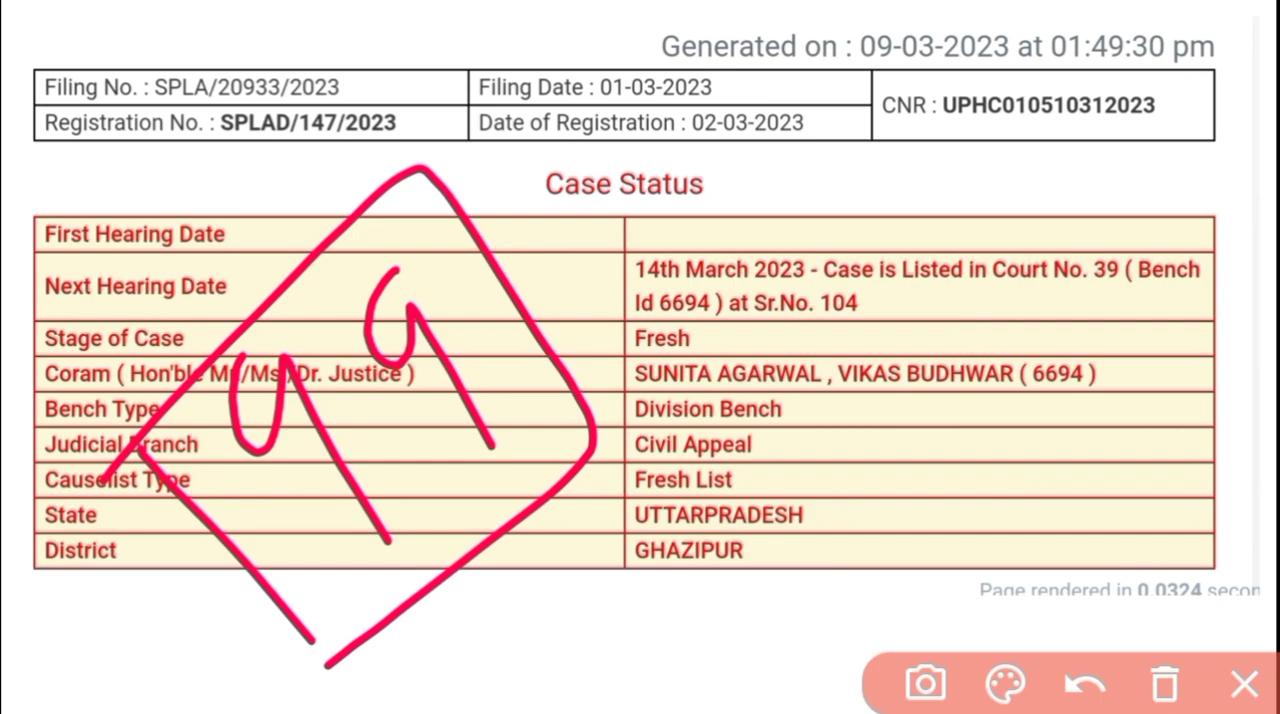 Generated on : 09-03-2023 at 01:49:30 pm
Filing No. : SPLA/20933/2023 Filing Date : 01-03-2023 CNR : UPHC010510312023
Registration No. : SPLAD/147/2023 Date of Registration : 02-03-2023
Case Status
First Hearing Date
Next Hearing Date 14th March 2023 - Case is Listed in Court No. 39 ( Bench
Id 6694 ) at Sr.No. 104
Stage of Case Fresh
Coram ( Hon'ble Mr/Ms/Dr. Justice ) SUNITA AGARWAL , VIKAS BUDHWAR ( 6694 )
Bench Type Division Bench
Judicial Branch Civil Appeal
Causelist Type Fresh List
State UTTARPRADESH
District GHAZIPUR
99
Page rendered in 0.0324 secon